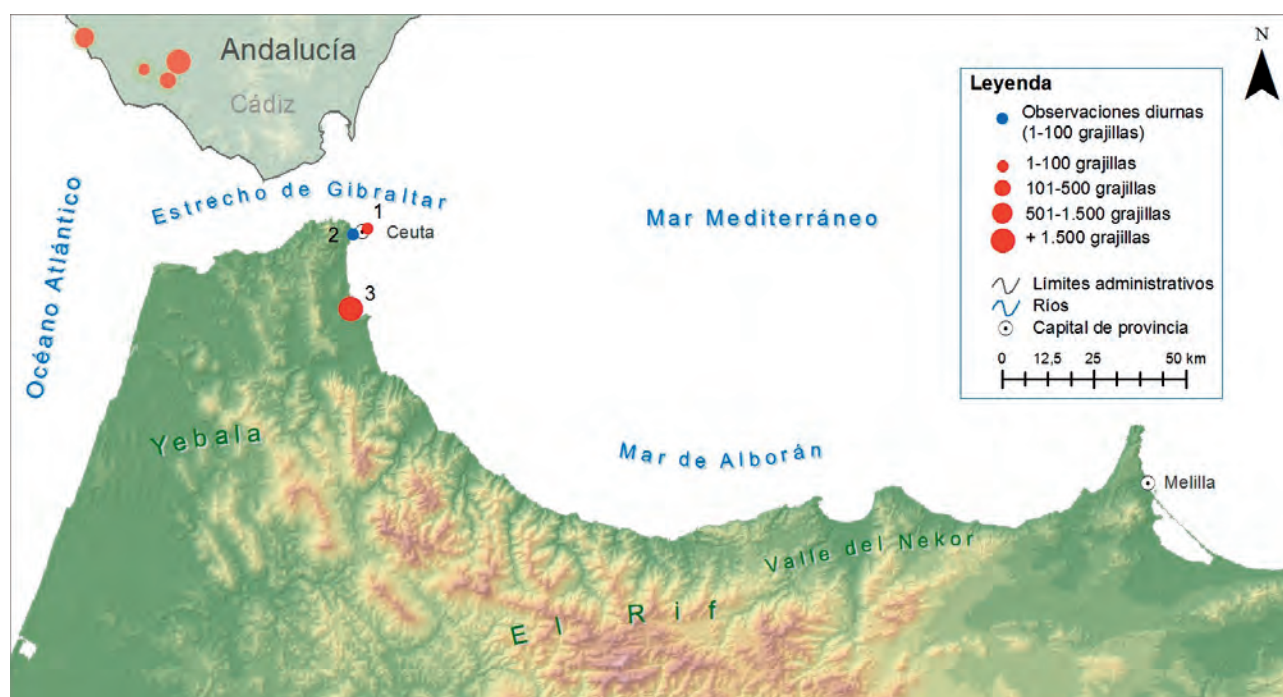 Andalucía
Cádiz
N
Leyenda
Observaciones diurnas
(1-100 grajillas)
1-100 grajillas
101-500 grajillas
501-1.500 grajillas
+ 1.500 grajillas
Límites administrativos
Ríos
Capital de provincia
0 12,5 25 50 km
Océano Atlántico
Estrecho de Gibraltar
Mar Mediterráneo
1
2
Ceuta
3
Yebala
Mar de Alborán
Melilla
Valle del Nekor
El Rif